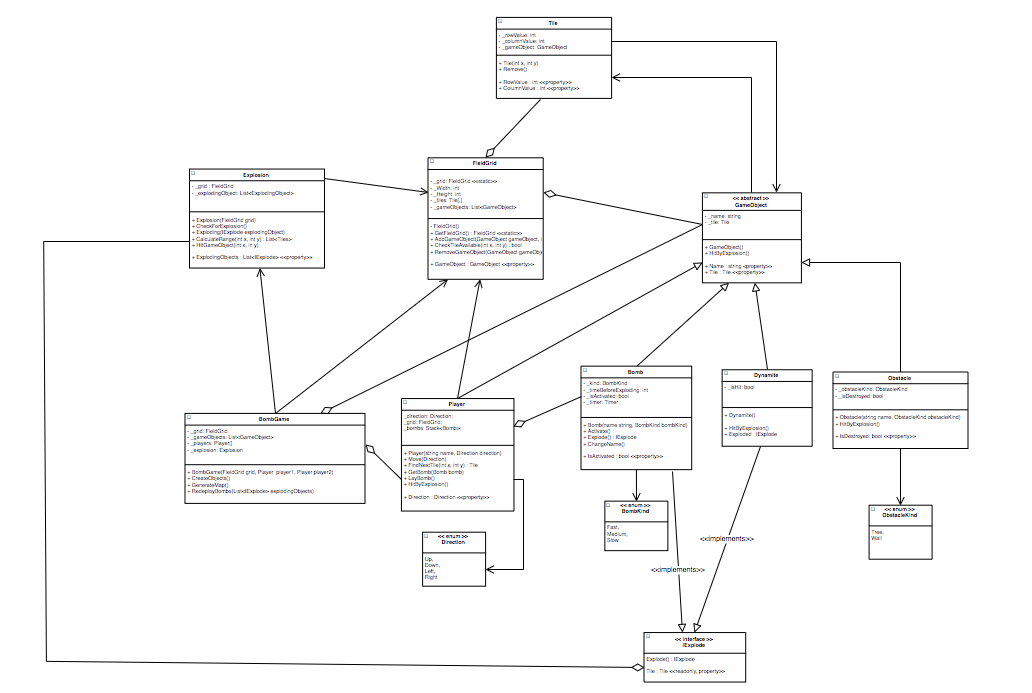 Tile
- _rowValue: int
- _columnValue: int
- _gameObject: GameObject
+ Tile(int x, int y)
+ Remove()
+ RowValue : int <<property>>
+ ColumnValue : int <<property>>
FieldGrid
- _grid: FieldGrid <<static>>
- _Width: int
- _Height: int
- _tiles: Tile[,]
- _gameObjects: List<GameObject>
- FieldGrid()
+ GetFieldGrid() : FieldGrid <<static>>
+ AddGameObject(GameObject gameObject, i
+ CheckTileAvailable(int x, int y) : bool
+ RemoveGameObject(GameObject gameObj
+ GameObject : GameObject <<property>>
Explosion
- _grid : FieldGrid
- _explodingObject: List<ExplodingObject>
+ Explosion(FieldGrid grid)
+ CheckForExplosion()
+ Exploding(IExplode explodingObject)
+ CalculateRange(int x, int y) : List<Tiles>
+ HitGameObject(int x, in y)
+ ExplodingObjects : List<IExplode> <<property>>
<< abstract >>
GameObject
- _name: string
- _tile: Tile
+ GameObject()
+ HitByExplosion()
+ Name : string <property>>
+ Tile : Tile <<property>>
BombGame
- _grid: FieldGrid
- _gameObjects: List<GameObject>
- _players: Player[]
- _explosion: Explosion
+ BombGame(FieldGrid grid, Player player1, Player player2)
+ CreateObjects()
+ GenerateMap()
+ RedeployBombs(List<IExplode> explodingObjects)
Player
_direction: Direction;
_grid: FieldGrid;
_bombs: Stack<Bomb>;
+ Player(string name, Direction direction)
+ Move(Direction)
+ FindNextTile(int x, int y) : Tile
+ GetBomb(Bomb bomb)
+ LayBomb()
+ HitByExplosion()
+ Direction : Direction <<property>>
Bomb
- _kind: BombKind
- _timeBeforeExploding: int
- _isActivated: bool
- _timer: Timer
+ Bomb(name string, BombKind bombKind)
+ Activate()
+ Explode() : IExplode
+ ChangeName()
+ IsActivated : bool <<property>>
Dynamite
- _isHit: bool
+ Dynamite()
+ HitByExplosion()
+ Exploded : IExplode
Obstacle
- _obstacleKind: ObstacleKind
- _isDestroyed: bool
+ Obstacle(string name, ObstacleKind obstacleKind)
+ HitByExplosion()
+ IsDestroyed: bool <<property>>
<< enum >>
Direction
Up,
Down,
Left,
Right
<< enum >>
BombKind
Fast,
Medium,
Slow
<< enum >>
ObstacleKind
Tree,
Wall
<<implements>>
<<implements>>
<< interface >>
IExplode
Explode() : IExplode
Tile : Tile <<readonly, property>>